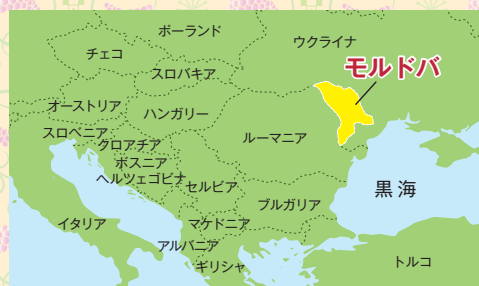 ポーランド
ウクライナ
チェコ
モルドバ
スロバキア
オーストリア
ハンガリー
スロベニア
ルーマニア
クロアチア
ボスニア
ヘルツェゴビナ
セルビア
黒海
ブルガリア
イタリア
マケドニア
アルバニア
ギリシャ
トルコ